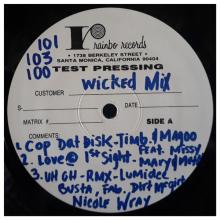 101
103
100
r
rainbo records
• 1738 BERKELEY STREET •
SANTA MONICA, CALIFORNIA 90404
TEST PRESSING
CUSTOMER Wicked Mix
MATRIX # SIDE A
COMMENTS
1 Cop Dat Disk - Timb. / MAGOO
Feat. Missy
2. Love @ 1st Sight - Mary / Meth
3. UH OH - RMX - Lumidee
Busta, Fab, Dirt McGirt
Nicole Wray